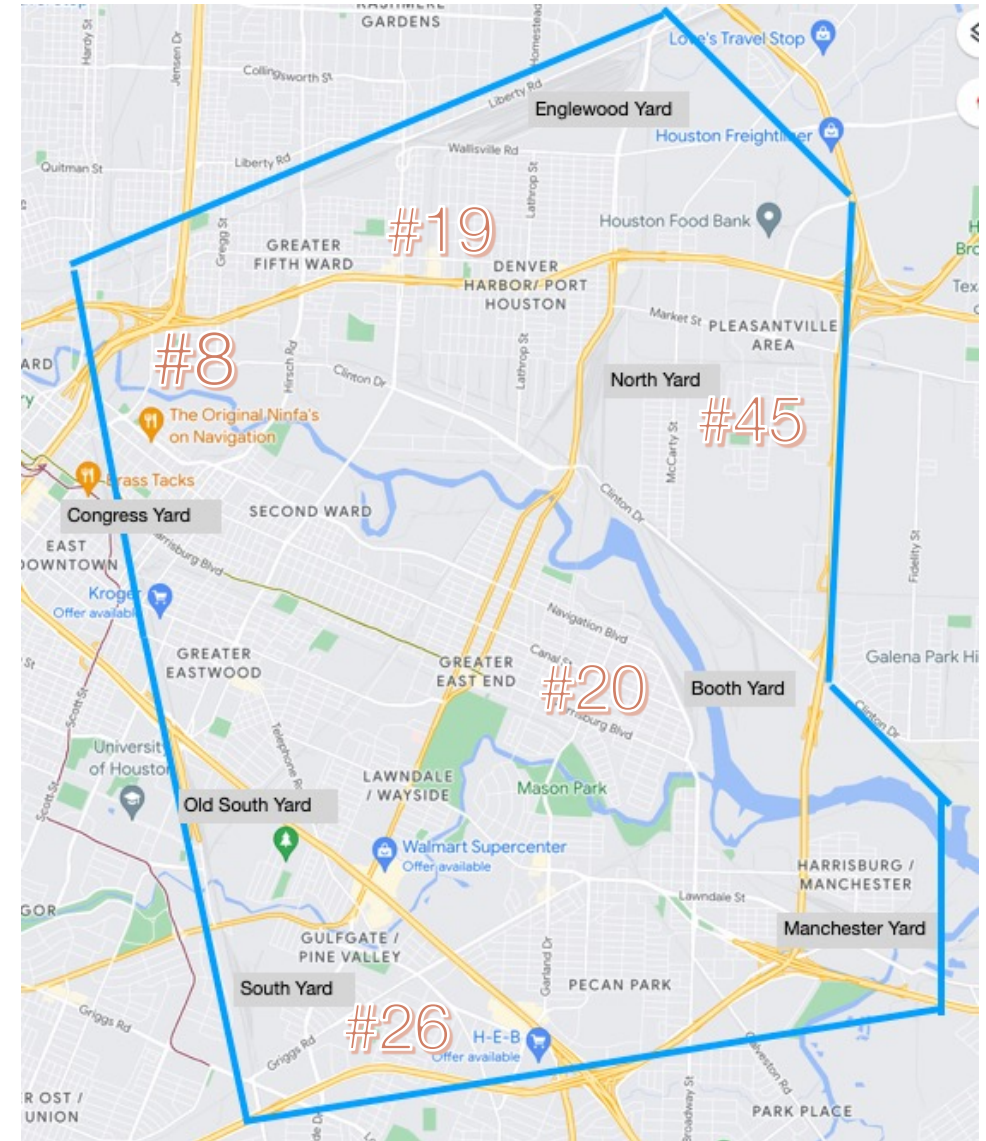 KASHMERE
GARDENS
Hardy St
Jensen Dr
Homestead
Love's Travel Stop
Collingsworth St
Liberty Rd
Englewood Yard
Houston Freightliner
Wallisville Rd
Quitman St
Liberty Rd
Lathrop St
Houston Food Bank
Gregg St
#19
GREATER
FIFTH WARD
DENVER
HARBOR/ PORT
HOUSTON
Market St
PLEASANTVILLE
AREA
#8
ARD
Hirsch Rd
Lathrop St
Clinton Dr
North Yard
#45
The Original Ninfa's
on Navigation
McCarty St
Brass Tacks
Clinton Dr
Congress Yard
SECOND WARD
EAST
DOWNTOWN
Harrisburg Blvd
Fidelity St
Kroger
Offer available
Navigation Blvd
GREATER
EASTWOOD
Canal St
GREATER
EAST END
Galena Park Hi
#20
Booth Yard
Scott St
Harrisburg Blvd
Clinton Dr
Telephone R
University
of Houston
LAWNDALE
/ WAYSIDE
Mason Park
Scott St
Old South Yard
Walmart Supercenter
Offer available
HARRISBURG /
MANCHESTER
Lawndale St
GOR
Manchester Yard
GULFGATE /
PINE VALLEY
Garland Dr
PECAN PARK
South Yard
Griggs Rd
#26
H-E-B
Offer available
Griggs Rd
Galveston Rd
Broadway St
R OST /
UNION
PARK PLACE